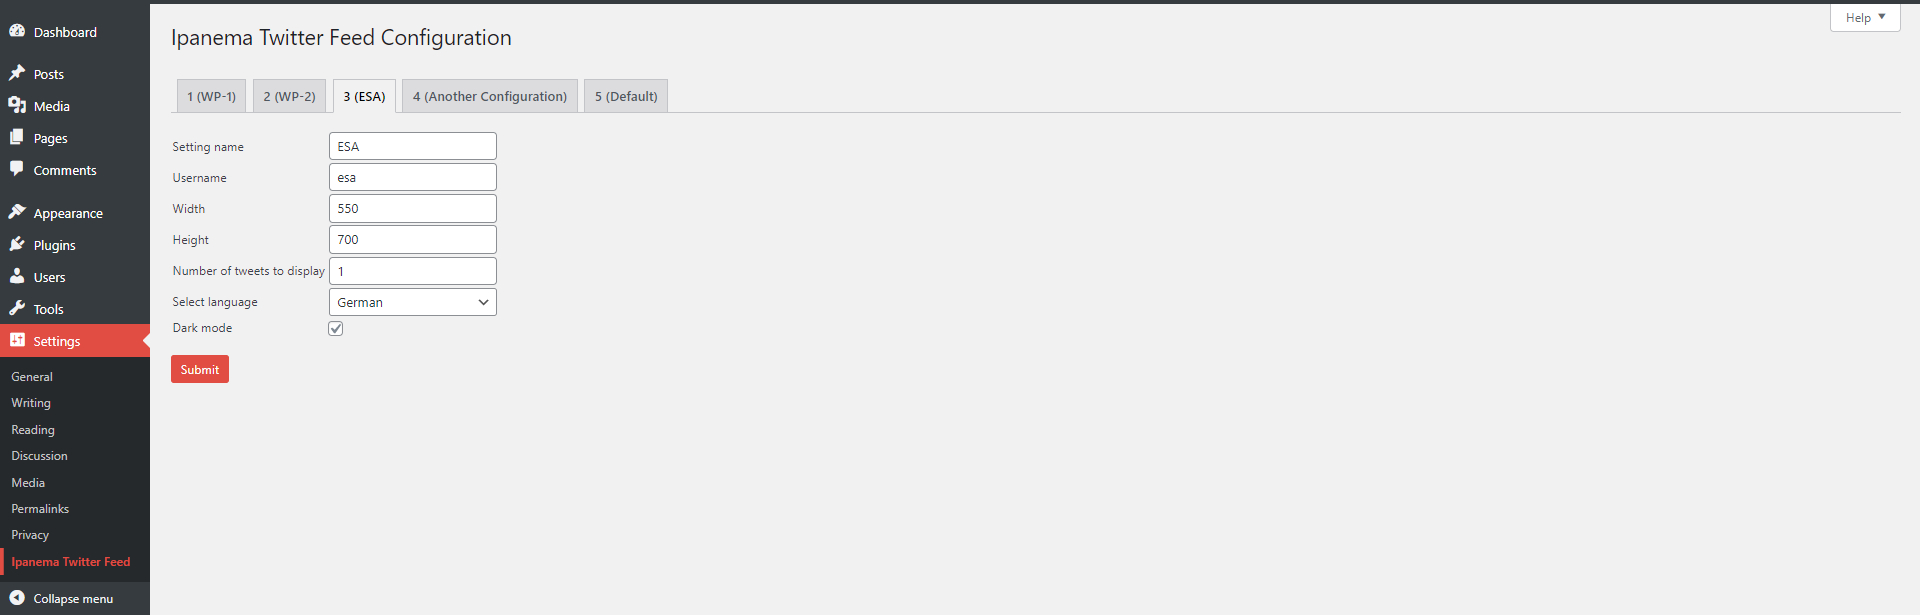 Dashboard
Posts
Media
Pages
Comments
Appearance
Plugins
Users
Tools
Settings
General
Writing
Reading
Discussion
Media
Permalinks
Privacy
Ipanema Twitter Feed
Collapse menu
Help
Ipanema Twitter Feed Configuration
1 (WP-1) 2 (WP-2) 3 (ESA) 4 (Another Configuration) 5 (Default)
Setting name ESA
Username esa
Width 550
Height 700
Number of tweets to display 1
Select language German
Dark mode
Submit